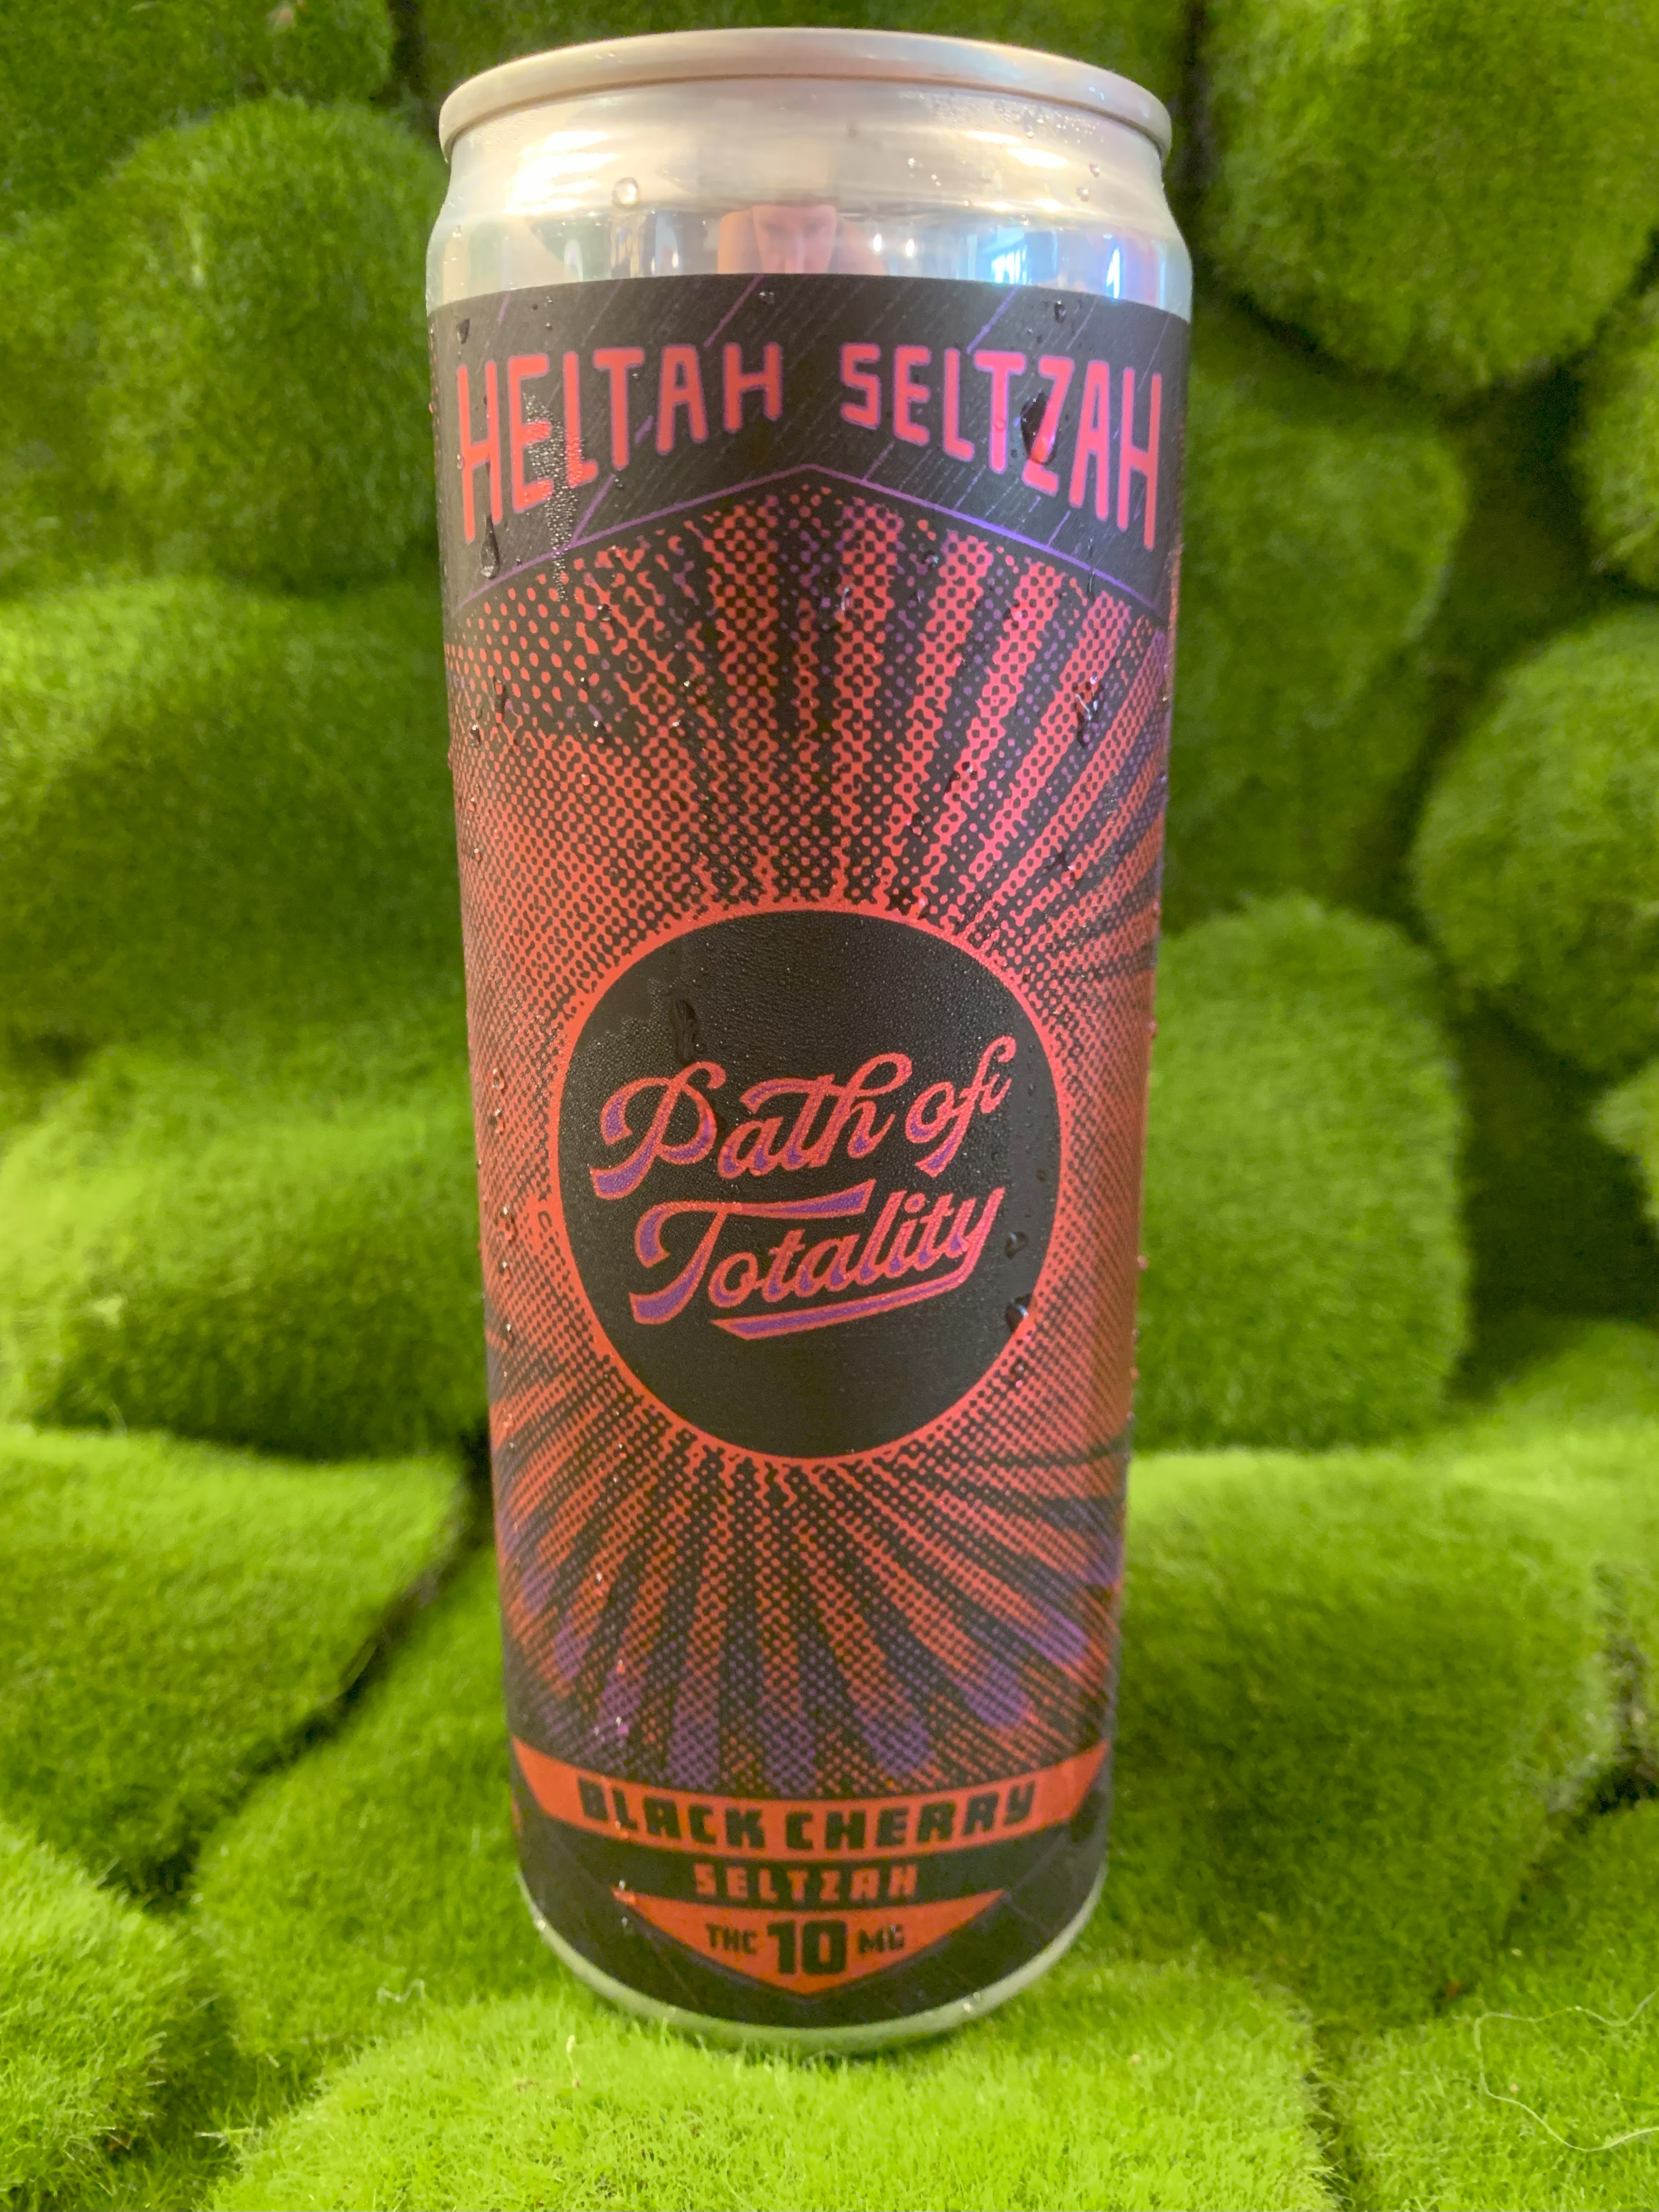 HELTAH SELTZAH
Path of
Totality
BLACK CHERRY
SELTZAH
THC 10 MG